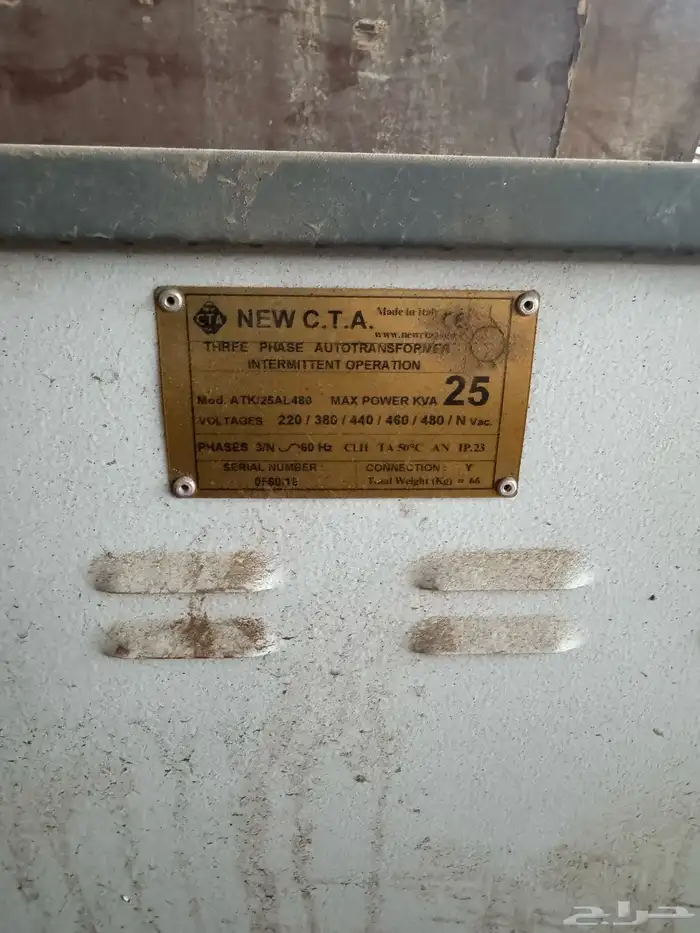 CTA NEW C.T.A. Made in italy
THREE PHASE AUTOTRANSFORMER
INTERMITTENT OPERATION
Mod. ATK/25AL480 MAX POWER KVA 25
VOLTAGES 220 / 380 / 440 / 460 / 480 / N Vac.
PHASES 3/N 60 Hz CLH TA 50°C AN IP.23
SERIAL NUMBER : CONNECTION : Y
Total Weight (Kg) = 66
حراج